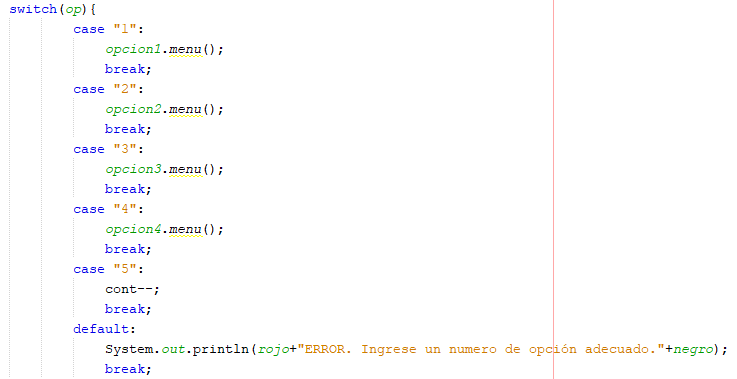 switch(op){
case "1":
opcion1.menu();
break;
case "2":
opcion2.menu();
break;
case "3":
opcion3.menu();
break;
case "4":
opcion4.menu();
break;
case "5":
cont--;
break;
default:
System.out.println(rojo+"ERROR. Ingrese un numero de opción adecuado."+negro);
break;